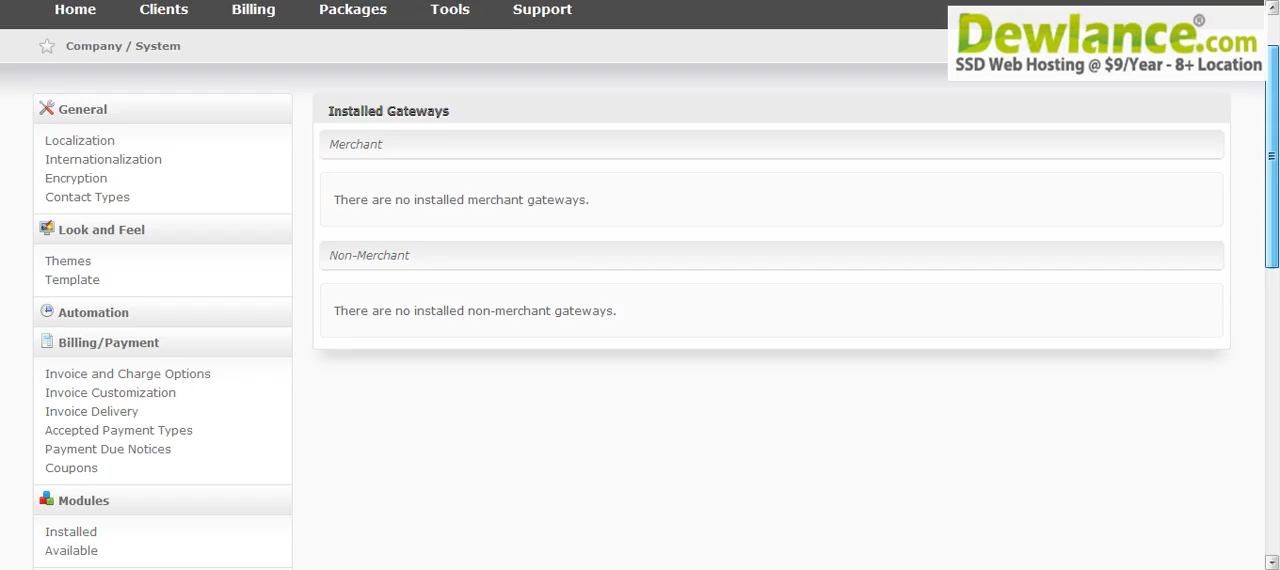 Home Clients Billing Packages Tools Support
Company / System
Dewlance.com®
SSD Web Hosting @ $9/Year - 8+ Location
General
Localization
Internationalization
Encryption
Contact Types
Look and Feel
Themes
Template
Automation
Billing/Payment
Invoice and Charge Options
Invoice Customization
Invoice Delivery
Accepted Payment Types
Payment Due Notices
Coupons
Modules
Installed
Available
Installed Gateways
Merchant
There are no installed merchant gateways.
Non-Merchant
There are no installed non-merchant gateways.